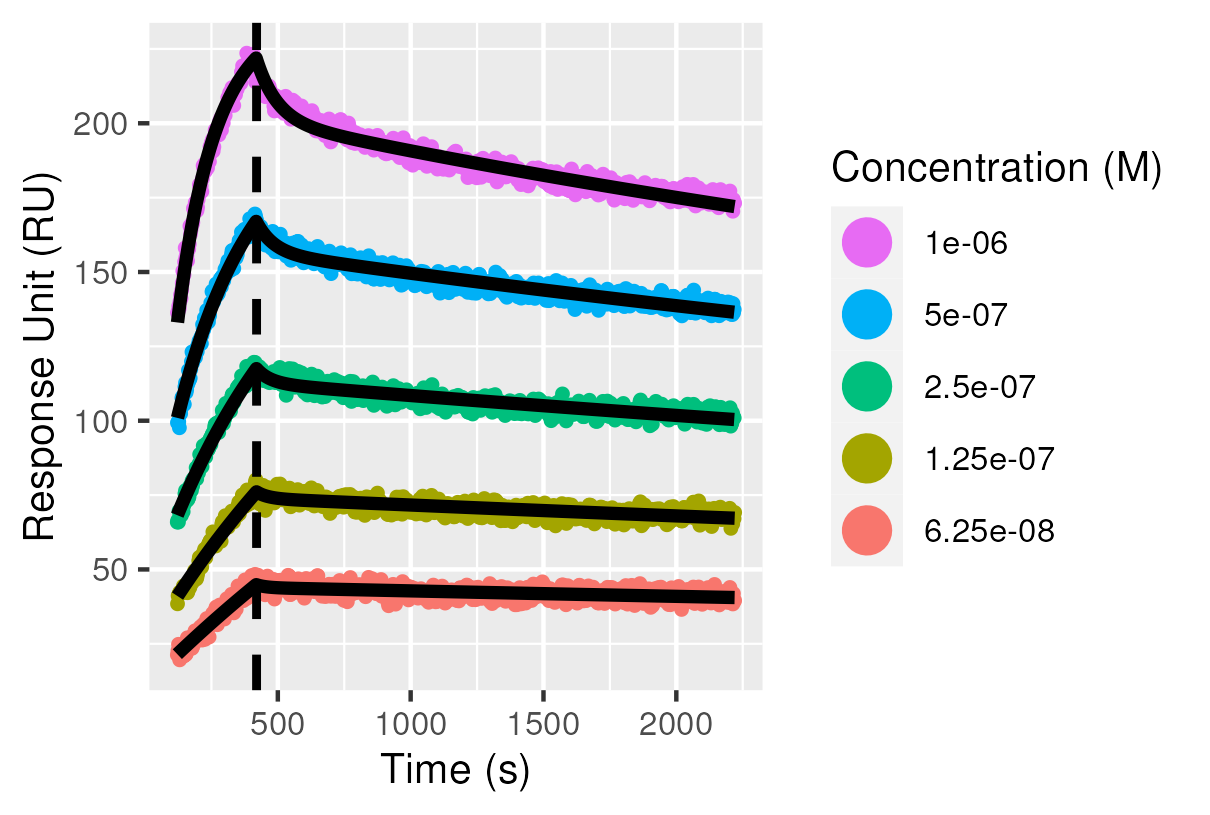 Response Unit (RU)
200
150
100
50
500 1000 1500 2000
Time (s)
Concentration (M)
1e-06
5e-07
2.5e-07
1.25e-07
6.25e-08